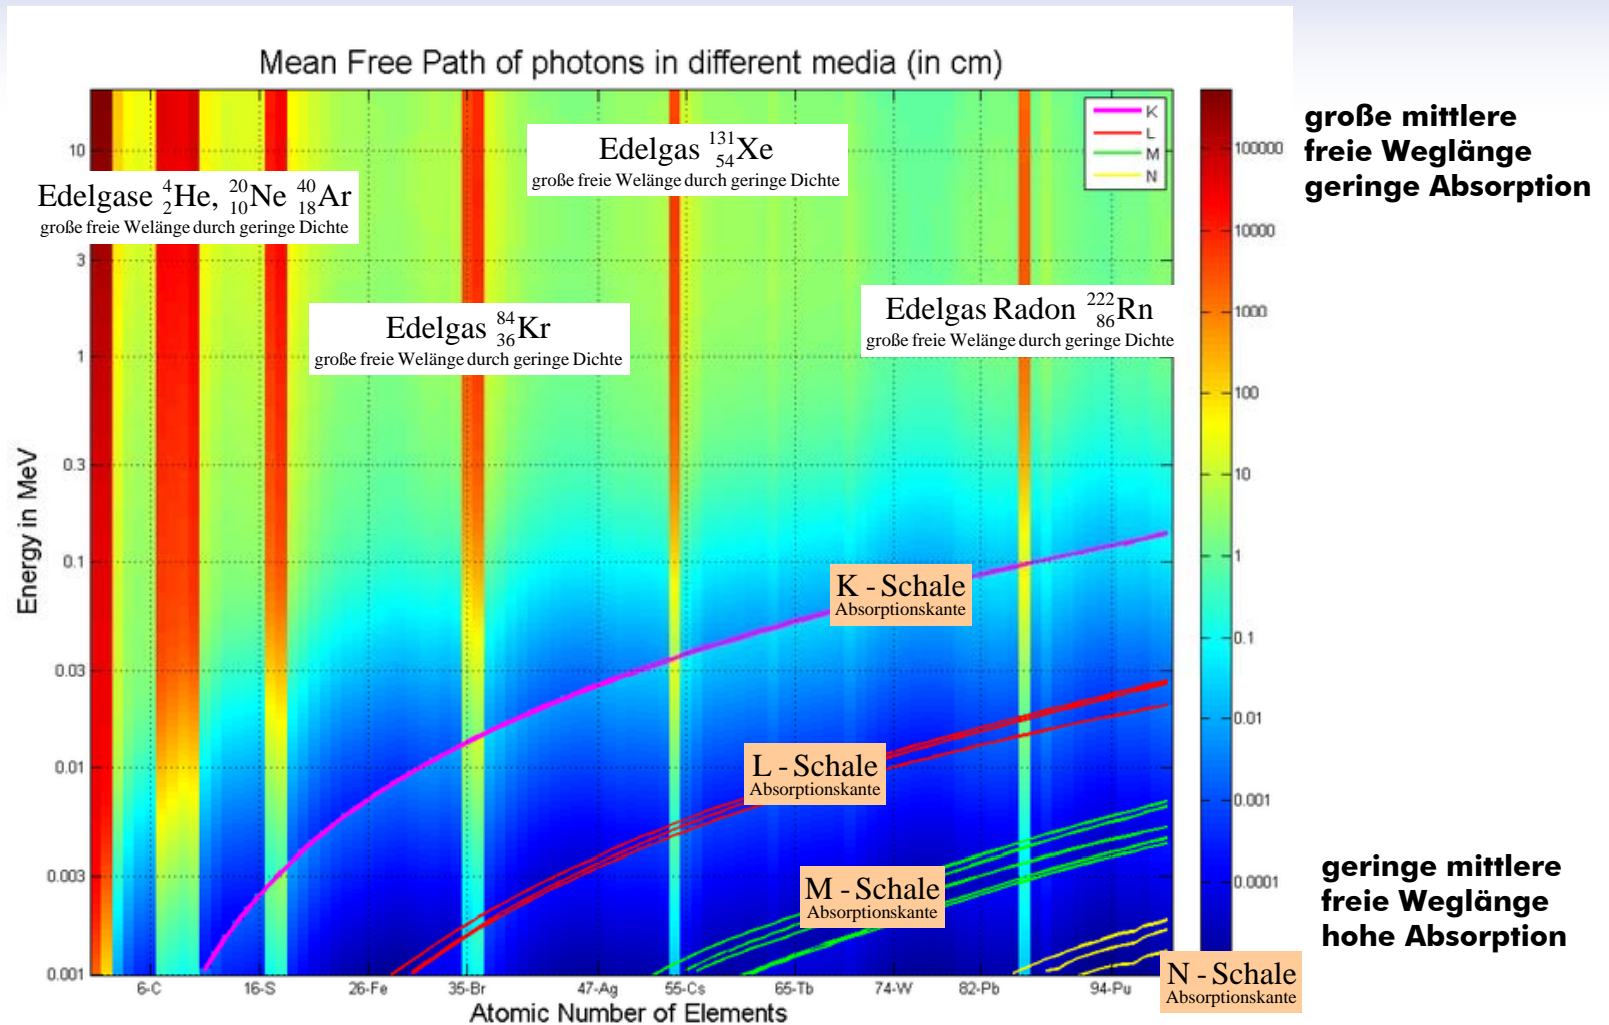 Mean Free Path of photons in different media (in cm)
K
L
M
N
große mittlere
freie Weglänge
geringe Absorption
Edelgas ¹³¹₅₄Xe
große freie Welänge durch geringe Dichte
Edelgase ⁴₂He, ²⁰₁₀Ne ⁴⁰₁₈Ar
große freie Welänge durch geringe Dichte
Edelgas ⁸⁴₃₆Kr
große freie Welänge durch geringe Dichte
Edelgas Radon ²²²₈₆Rn
große freie Welänge durch geringe Dichte
K - Schale
Absorptionskante
L - Schale
Absorptionskante
M - Schale
Absorptionskante
N - Schale
Absorptionskante
geringe mittlere
freie Weglänge
hohe Absorption
Energy in MeV
10
3
1
0.3
0.1
0.03
0.01
0.003
0.001
100000
10000
1000
100
10
1
0.1
0.01
0.001
0.0001
6-C 16-S 26-Fe 35-Br 47-Ag 55-Cs 65-Tb 74-W 82-Pb 94-Pu
Atomic Number of Elements